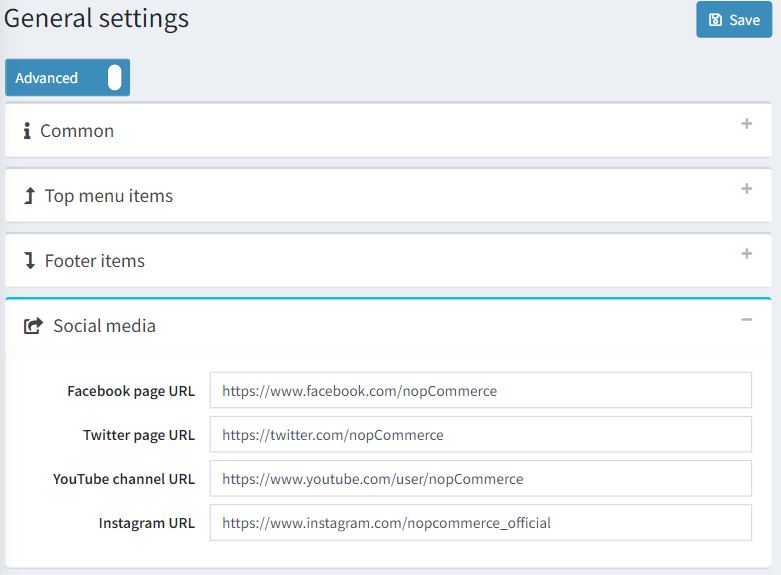 General settings
Save
Advanced
Common
Top menu items
Footer items
Social media
Facebook page URL https://www.facebook.com/nopCommerce
Twitter page URL https://twitter.com/nopCommerce
YouTube channel URL https://www.youtube.com/user/nopCommerce
Instagram URL https://www.instagram.com/nopcommerce_official